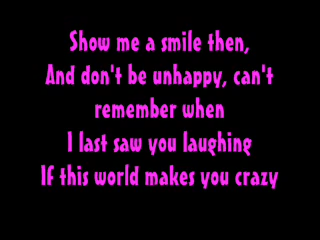 Show me a smile then,
And don't be unhappy, can't
remember when
I last saw you laughing
If this world makes you crazy